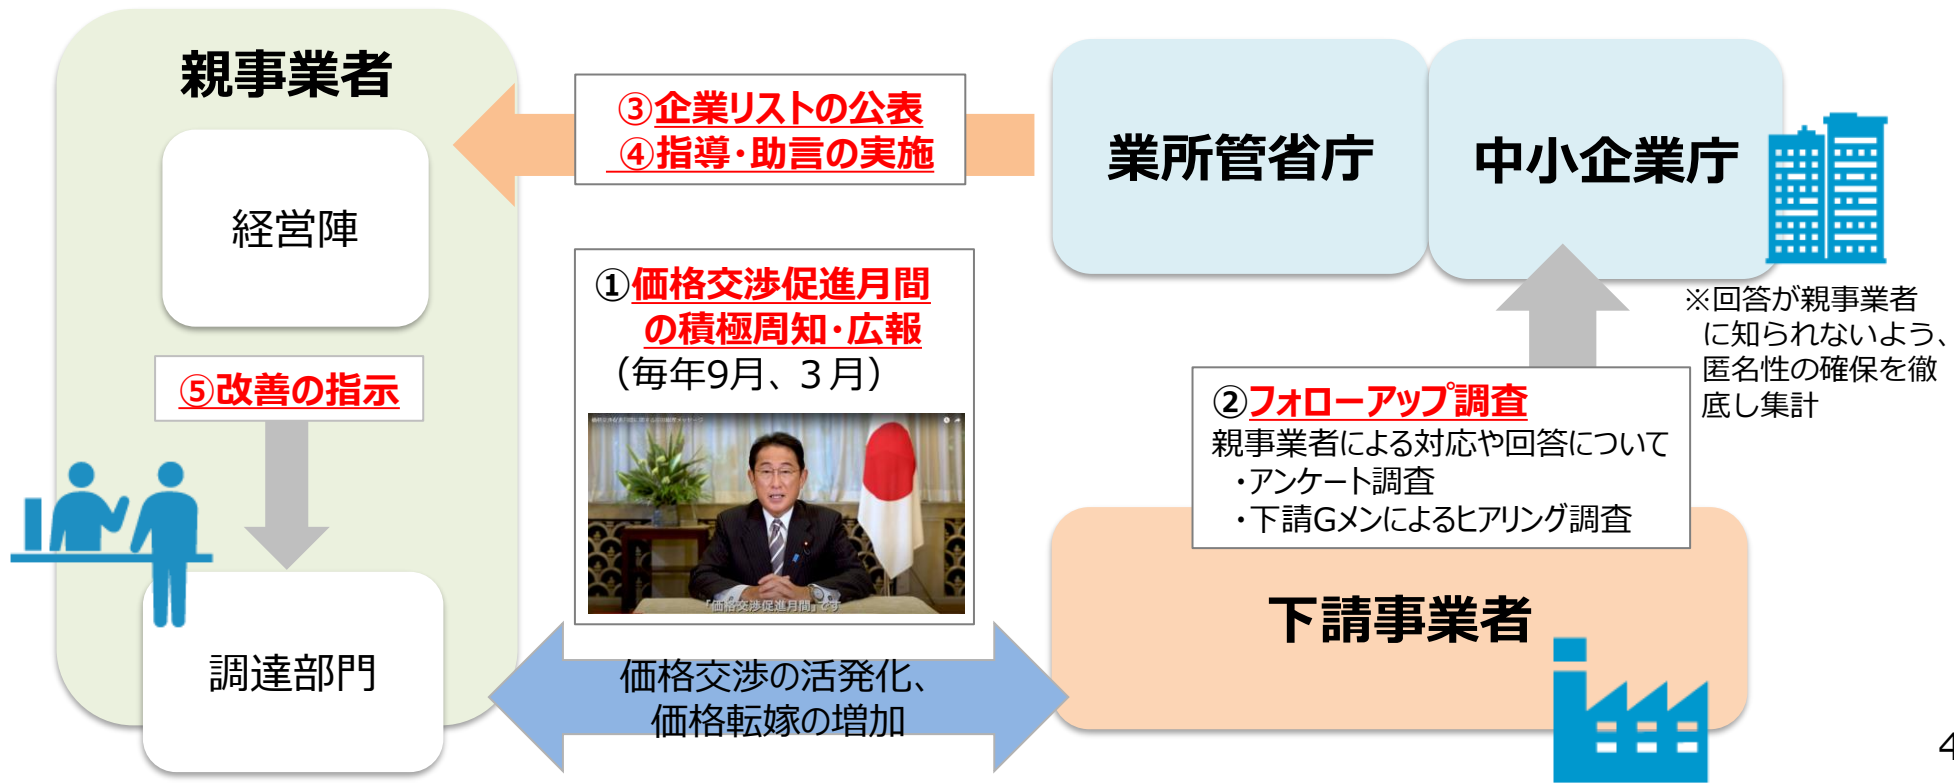 親事業者
経営陣
⑤改善の指示
調達部門
③企業リストの公表
④指導・助言の実施
①価格交渉促進月間
の積極周知・広報
（毎年9月、３月）
「価格交渉促進月間」です
価格交渉の活発化、
価格転嫁の増加
業所管省庁
中小企業庁
※回答が親事業者
に知られないよう、
匿名性の確保を徹
底し集計
②フォローアップ調査
親事業者による対応や回答について
・アンケート調査
・下請Gメンによるヒアリング調査
下請事業者
4